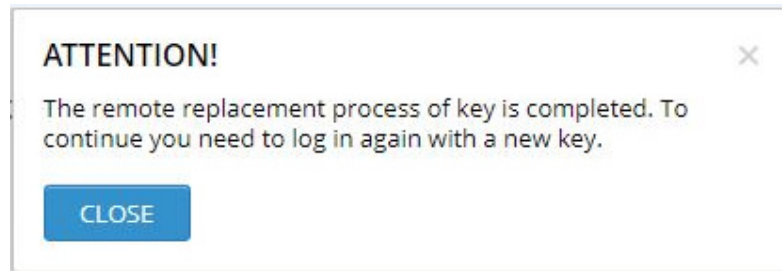 ATTENTION!
The remote replacement process of key is completed. To
continue you need to log in again with a new key.
CLOSE